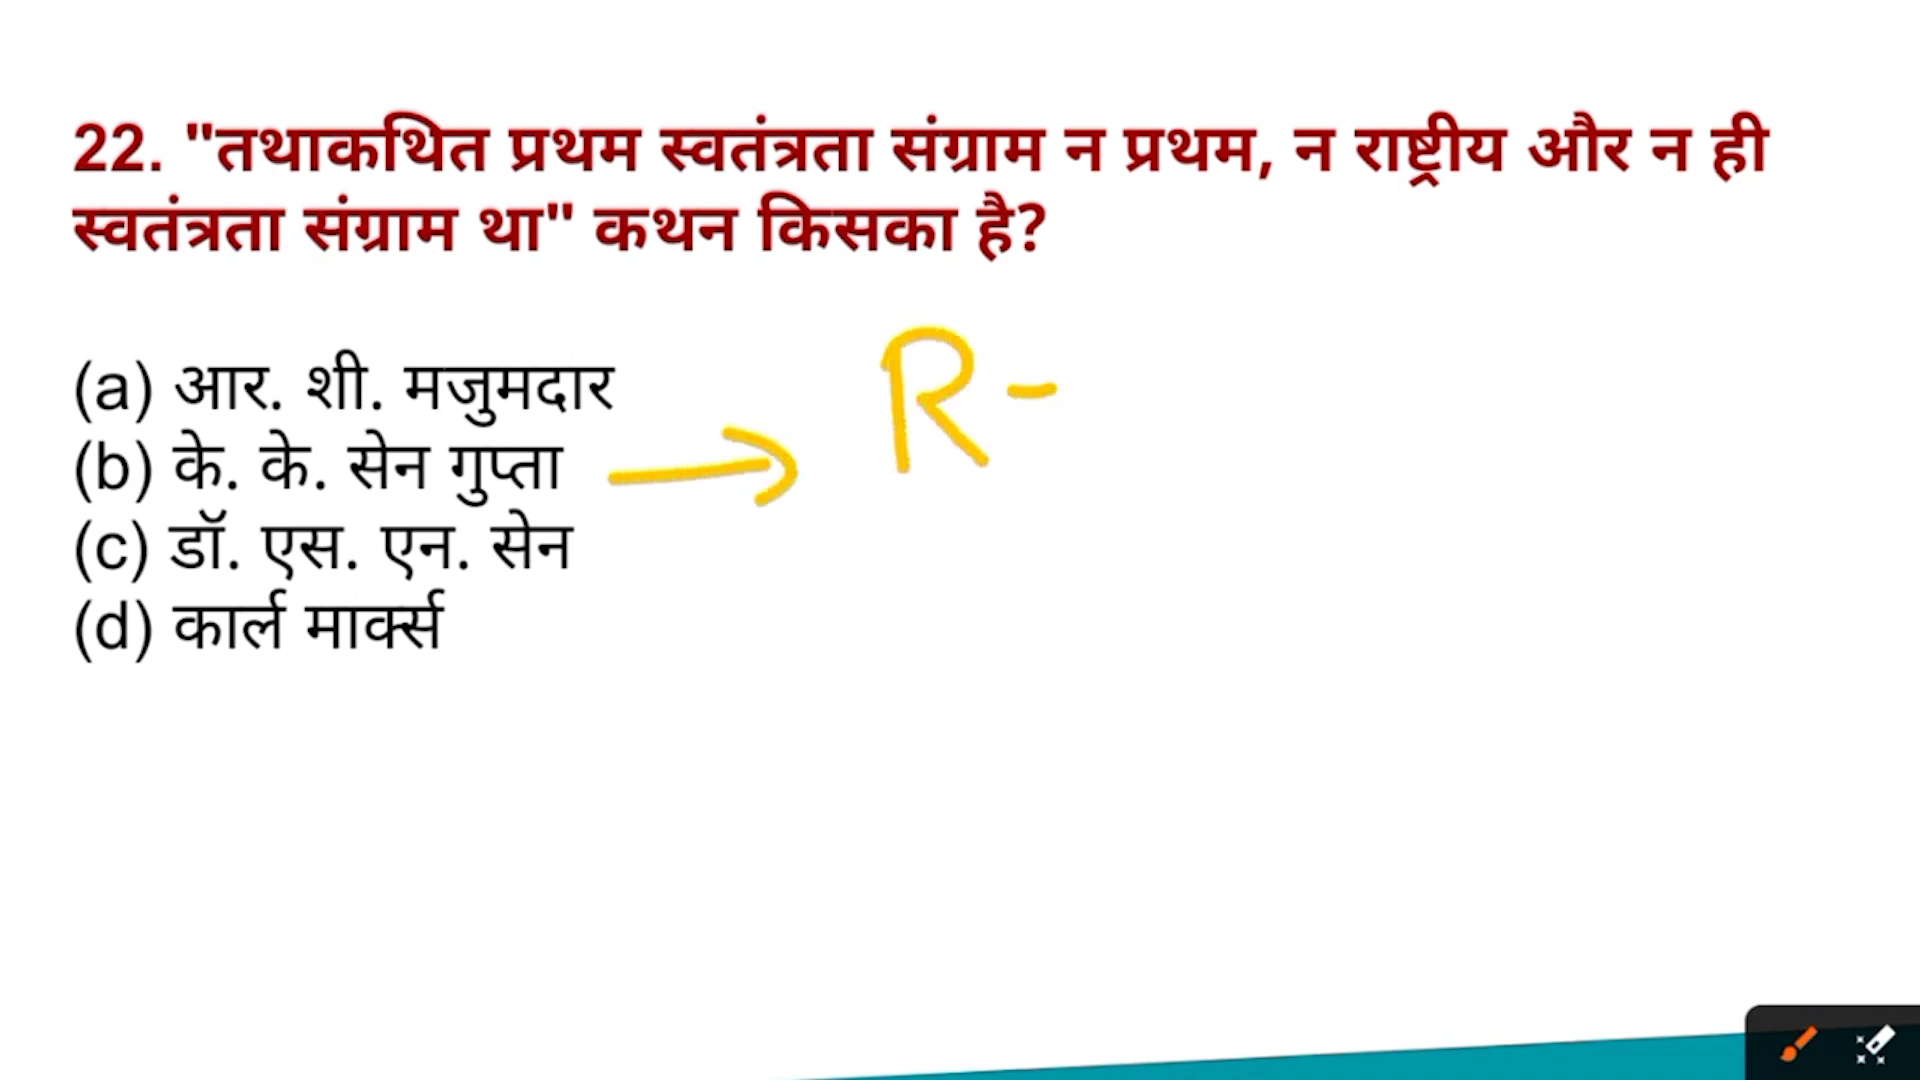 22. "तथाकथित प्रथम स्वतंत्रता संग्राम न प्रथम, न राष्ट्रीय और न ही
स्वतंत्रता संग्राम था" कथन किसका है?
(a) आर. शी. मजुमदार
(b) के. के. सेन गुप्ता
(c) डॉ. एस. एन. सेन
(d) कार्ल मार्क्स
R -